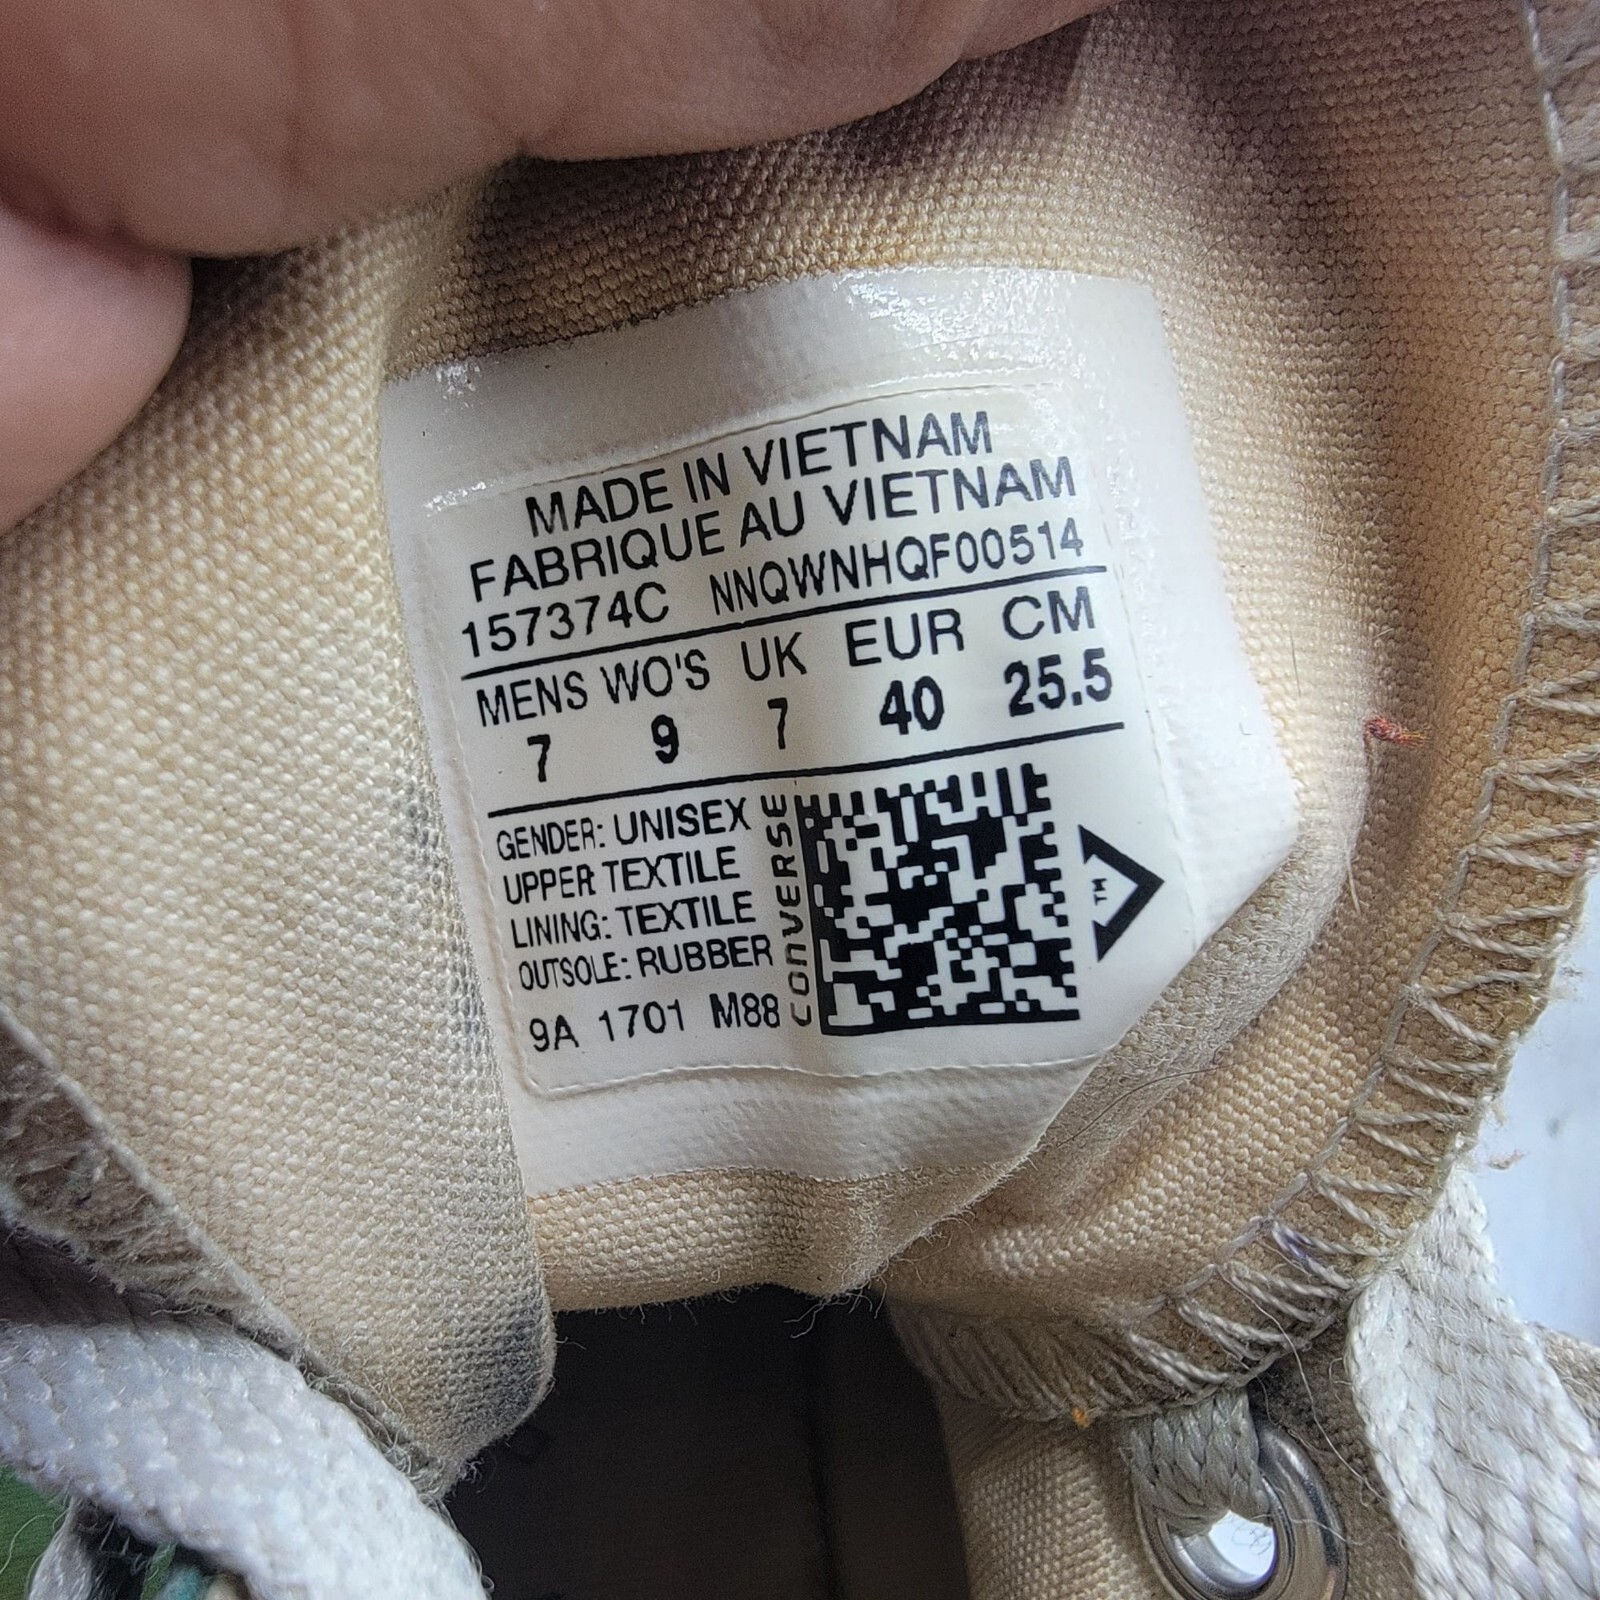 MADE IN VIETNAM
FABRIQUE AU VIETNAM
157374C NNQWNHQF00514
MENS WO'S UK EUR CM
7 9 7 40 25.5
GENDER: UNISEX
UPPER TEXTILE
LINING: TEXTILE
OUTSOLE: RUBBER
9A 1701 M88
CONVERSE
TM